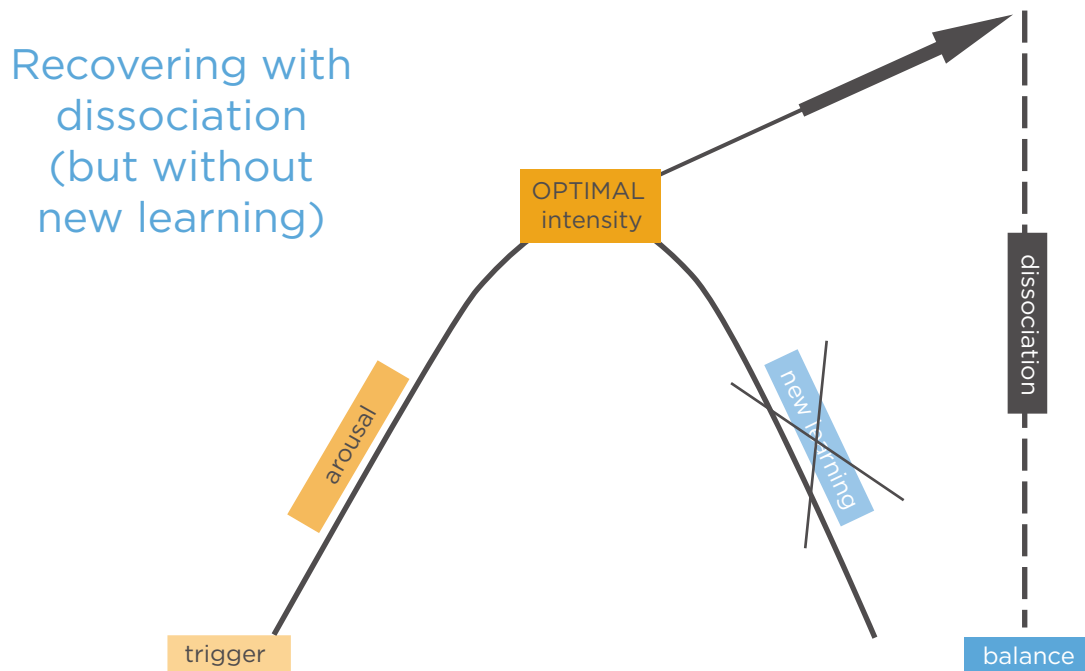 Recovering with
dissociation
(but without
new learning)
OPTIMAL
intensity
dissociation
new learning
arousal
trigger
balance